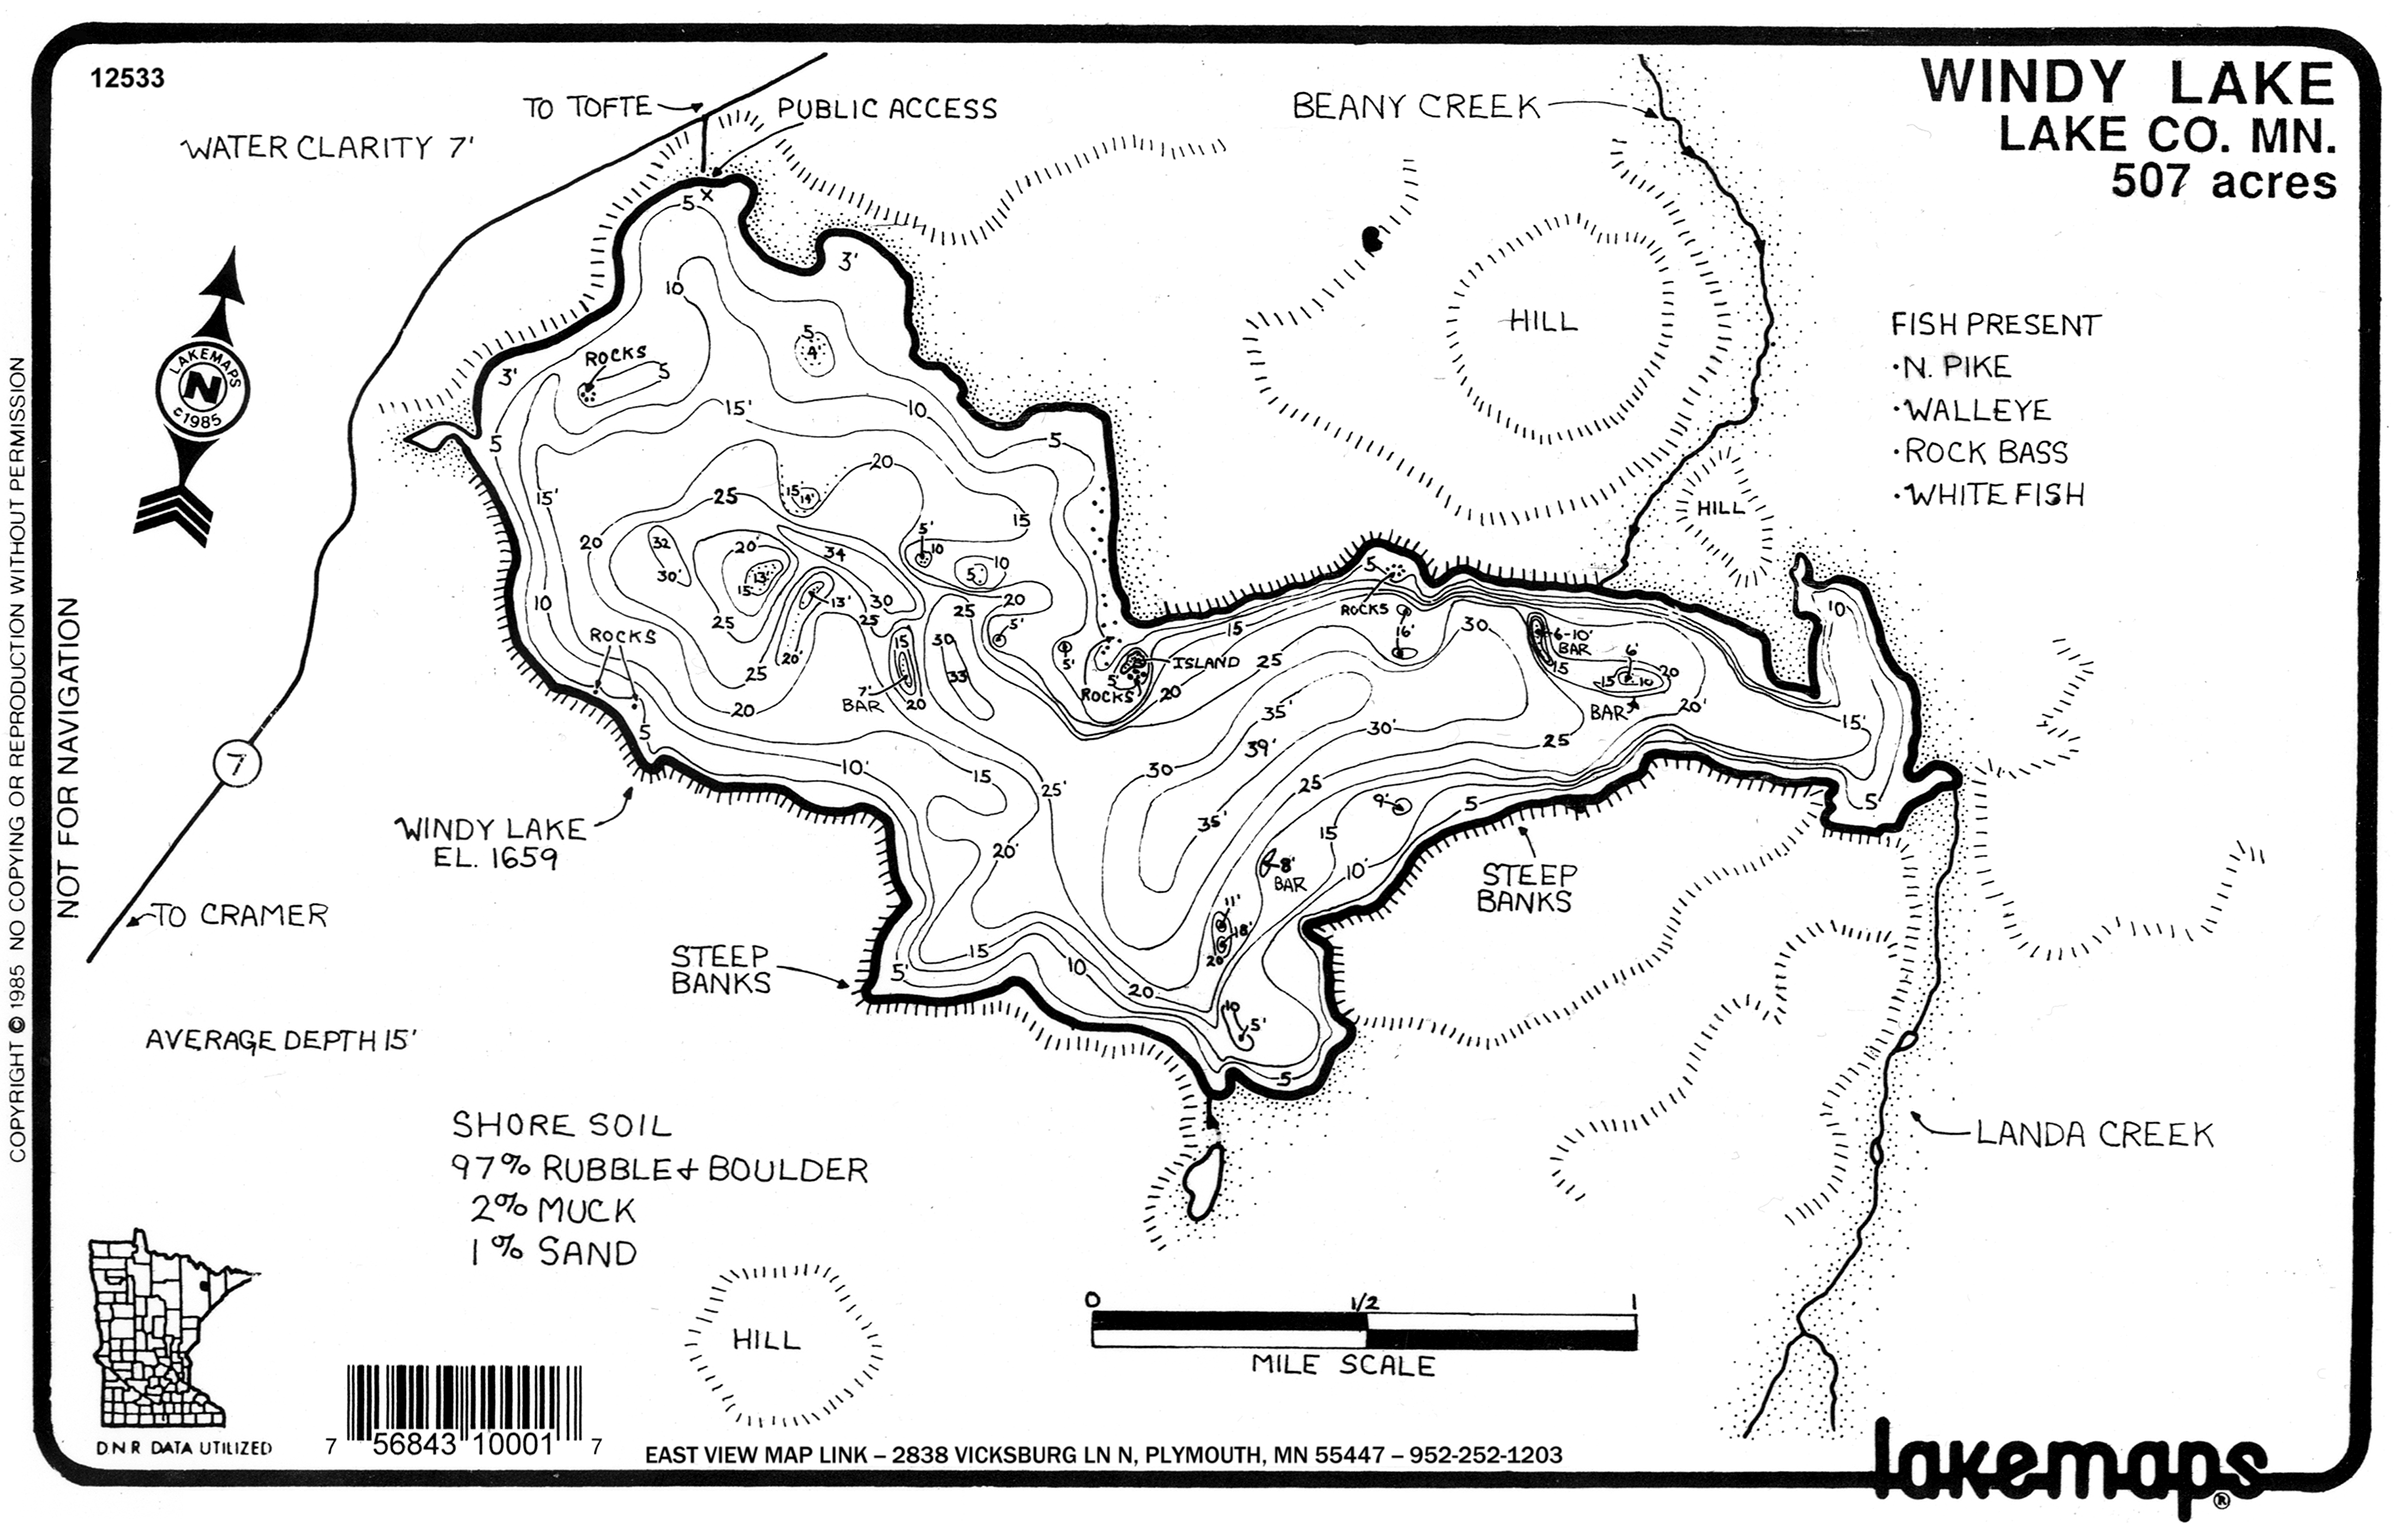 12533
WINDY LAKE
LAKE CO. MN.
507 acres
TO TOFTE
PUBLIC ACCESS
BEANY CREEK
WATER CLARITY 7'
5
3'
10
HILL
FISH PRESENT
•N. PIKE
•WALLEYE
•ROCK BASS
•WHITEFISH
LAKEMAPS
N
©1985
ROCKS
5
5
4'
3'
15'
10
5
5
20
HILL
15'
25
15'
14'
15
5'
10
5
10
20
32
30'
20'
34
15
13'
13'
30
25
25
20
5
ROCKS
16'
30
6-10'
BAR
15
6'
20
15
10
BAR
20'
10'
10
ROCKS
25
20'
25
15
7'
BAR
20
30
33
5'
5'
ISLAND
5'
ROCKS
15
25
20
35'
39'
30'
25
15'
20
5
10'
15
25'
30
25
9'
5
5'
7
WINDY LAKE
EL. 1659
20'
35'
15
8'
BAR
10'
STEEP
BANKS
TO CRAMER
STEEP
BANKS
5'
15
10
20
11'
18'
20'
10
5'
5
AVERAGE DEPTH 15'
SHORE SOIL
97% RUBBLE & BOULDER
2% MUCK
1% SAND
LANDA CREEK
HILL
0 1/2 1
MILE SCALE
DNR DATA UTILIZED
7 56843 10001 7
EAST VIEW MAP LINK – 2838 VICKSBURG LN N, PLYMOUTH, MN 55447 – 952-252-1203
lakemaps®
COPYRIGHT © 1985 NO COPYING OR REPRODUCTION WITHOUT PERMISSION
NOT FOR NAVIGATION